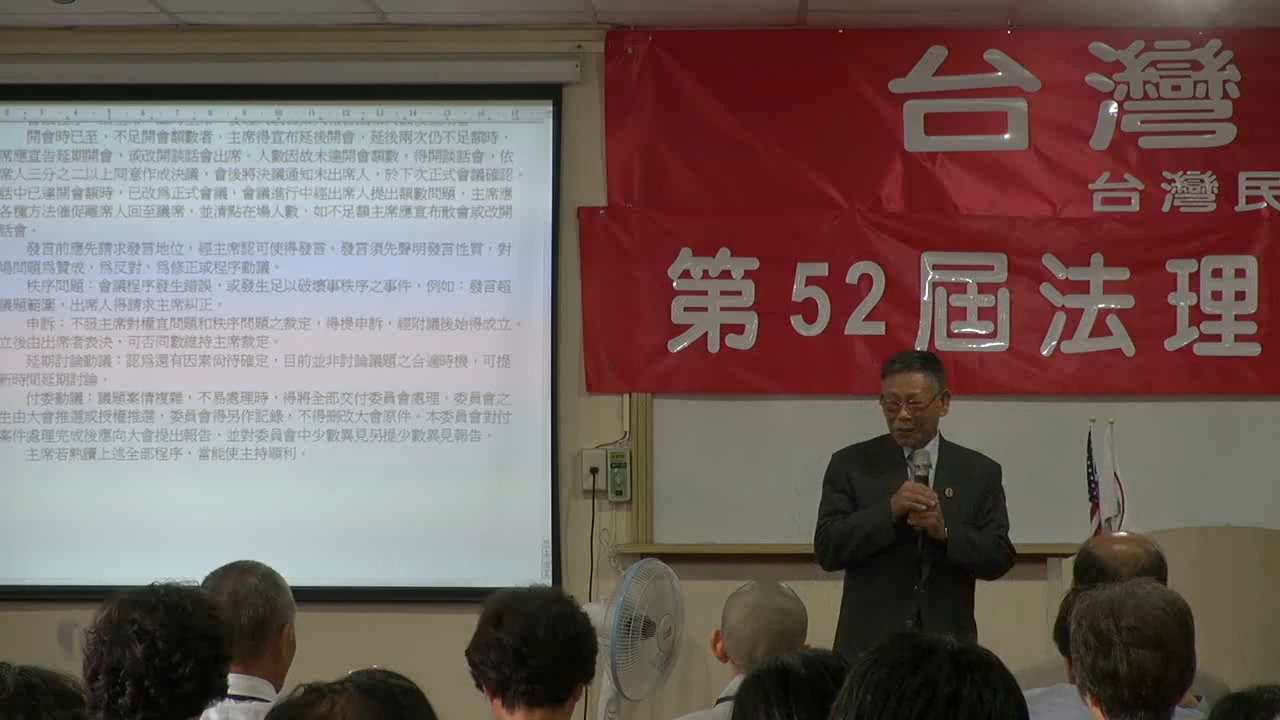 開會時已至，不足開會額數者，主席得宣布延後開會，延後兩次仍不足額時，
席應宣告延期開會，或改開談話會出席。人數因故未達開會額數，得開談話會，依
席人三分之二以上同意作成決議，會後將決議通知未出席人，於下次正式會議確認。
話中已達開會額時，已改為正式會議，會議進行中經出席人提出額數問題，主席應
各種方法催促離席人回至議席，並清點在場人數，如不足額主席應宣布散會或改開
話會。
發言前應先請求發言地位，經主席認可使得發言、發言須先聲明發言性質，對
場問題為贊成，為反對、為修正或程序動議。
秩序問題：會議程序發生錯誤，或發生足以破壞事秩序之事件，例如：發言超
議題範圍，出席人得請求主席糾正。
申訴：不服主席對權宜問題和秩序問題之裁定，得提申訴，經附議後始得成立。
立後由出席者表決，可否同數維持主席裁定。
延期討論動議：認為還有因素尚待確定，目前並非討論議題之合適時機，可提
新時間延期討論。
付委動議：議題案情複雜，不易處理時，得將全部交付委員會處理，委員會之
生由大會推選或授權推選，委員會得另作記錄，不得刪改大會原件。本委員會對付
案件處理完成後應向大會提出報告，並對委員會中少數異見另提少數異見報告。
主席若熟讀上述全部程序，當能使主持順利。
台灣
台灣民
第52屆法理